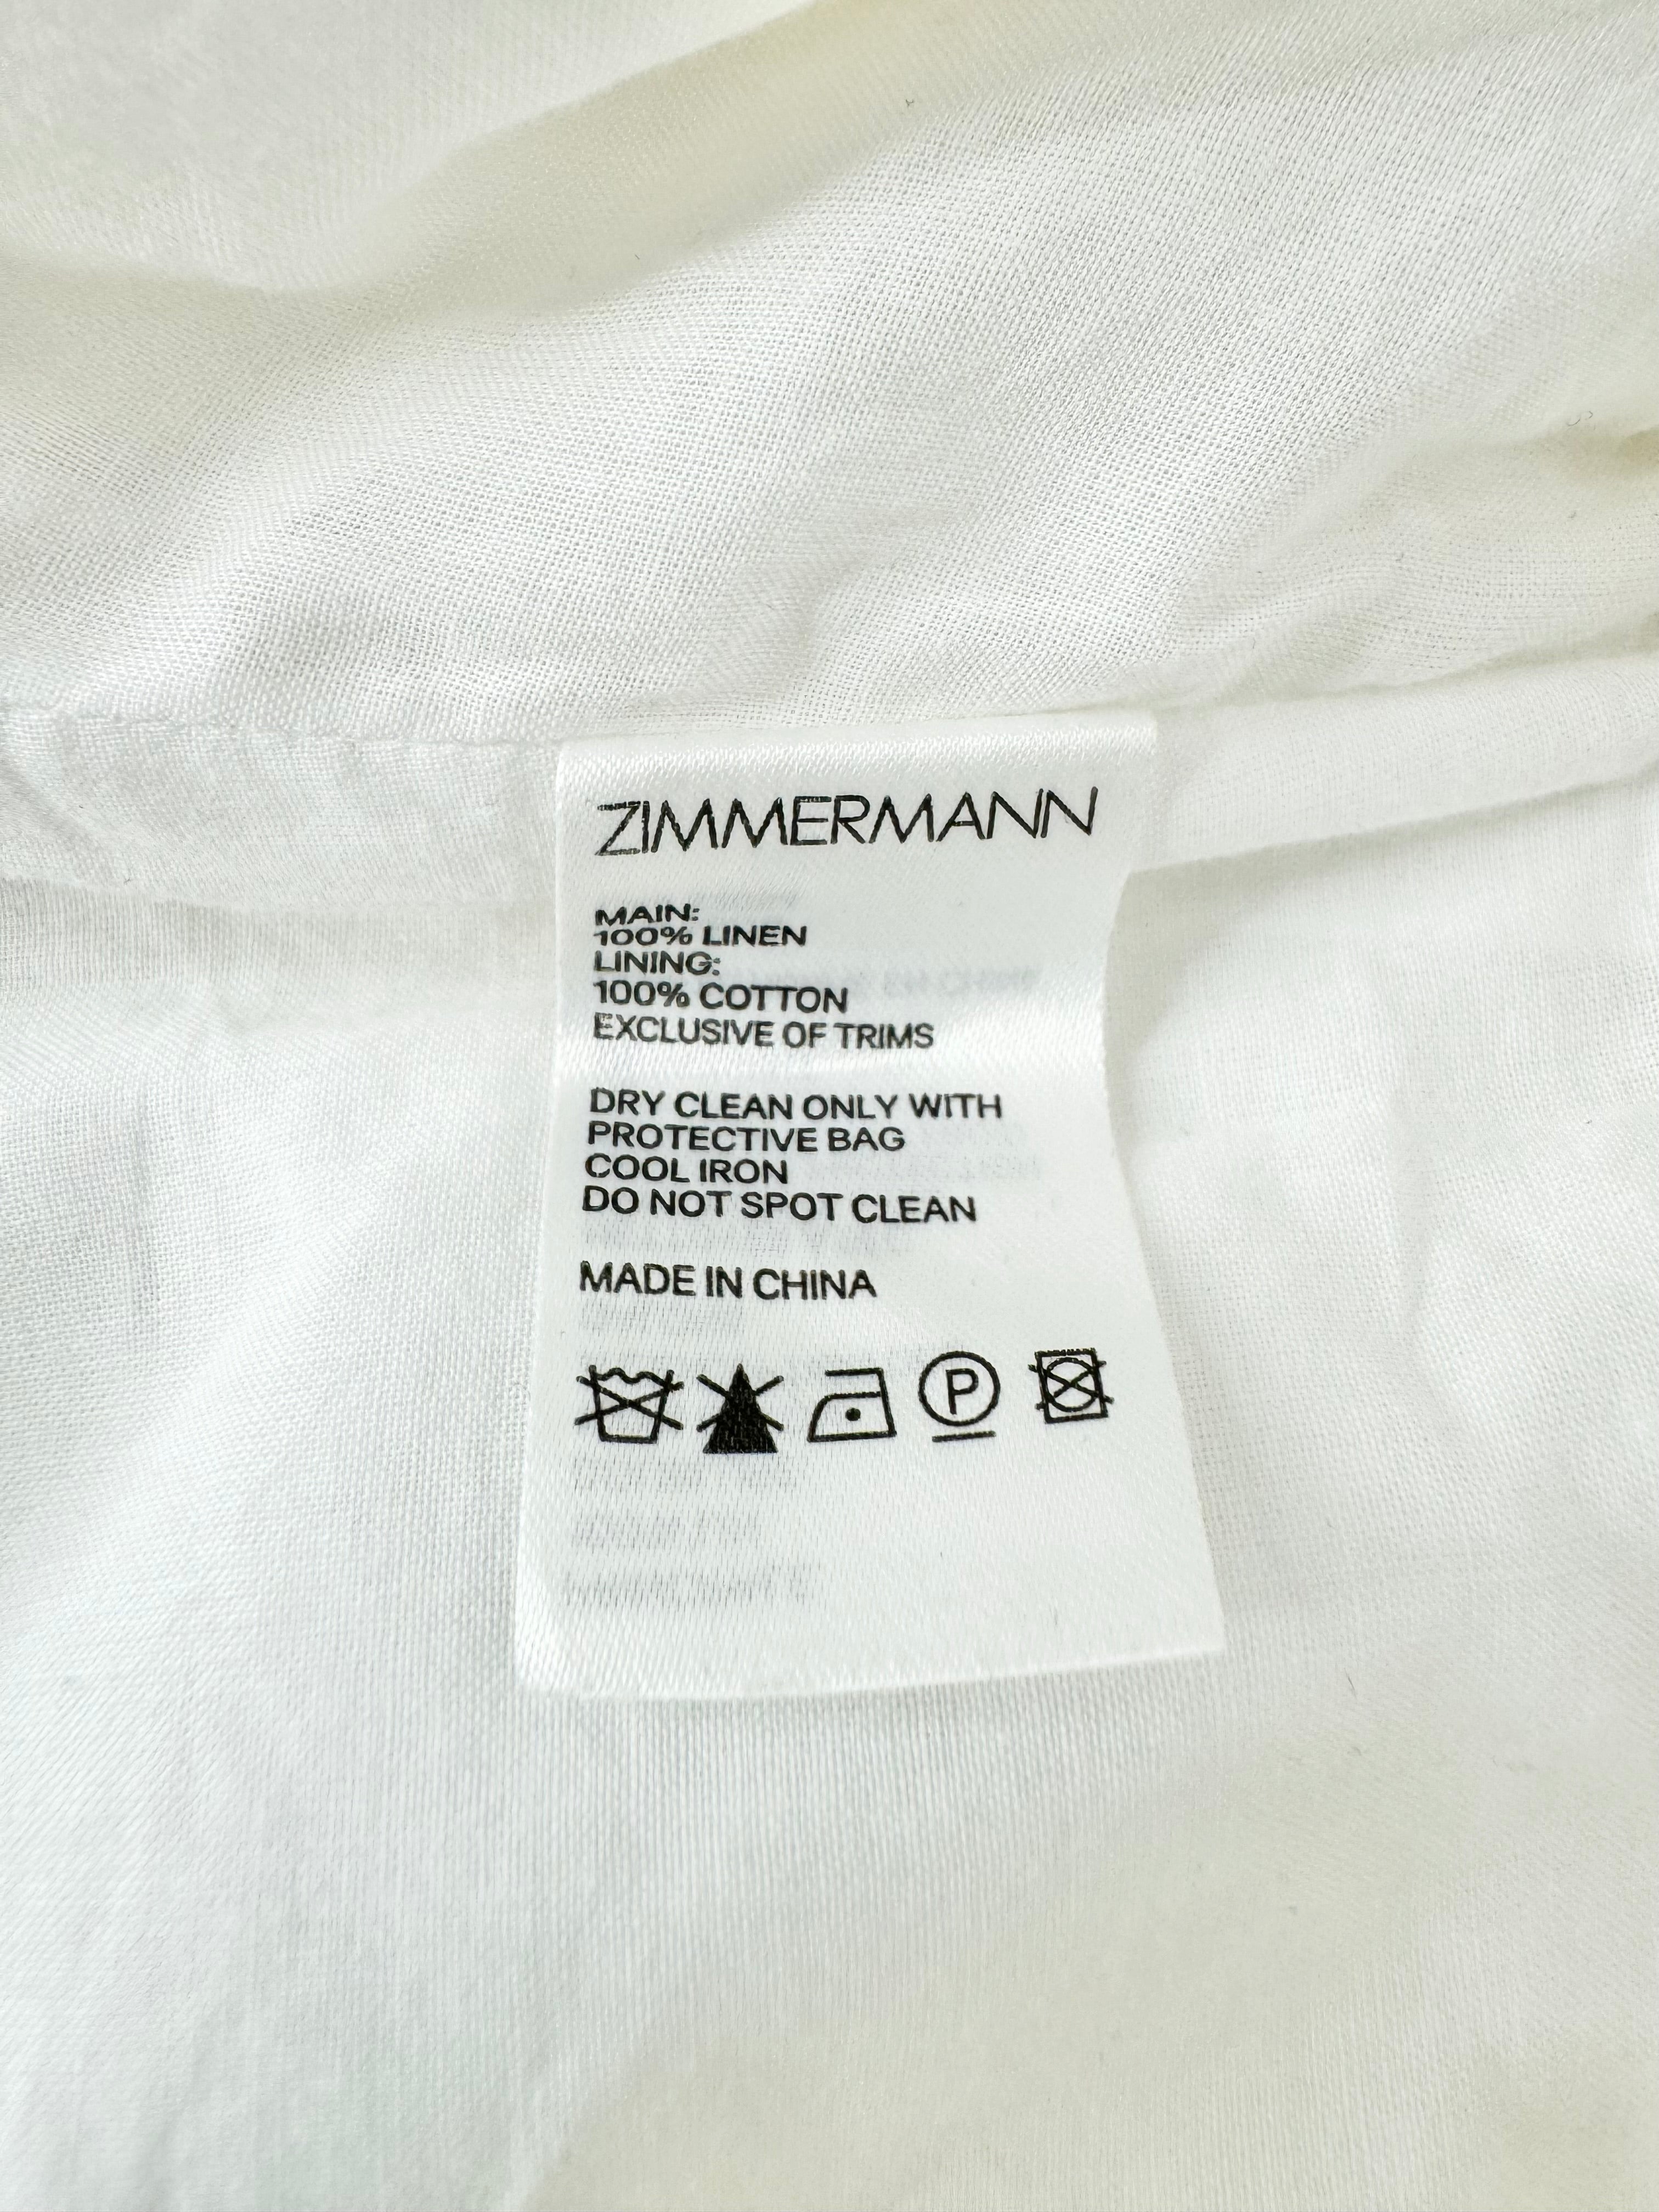 ZIMMERMANN
MAIN:
100% LINEN
LINING:
100% COTTON
EXCLUSIVE OF TRIMS
DRY CLEAN ONLY WITH
PROTECTIVE BAG
COOL IRON
DO NOT SPOT CLEAN
MADE IN CHINA
P